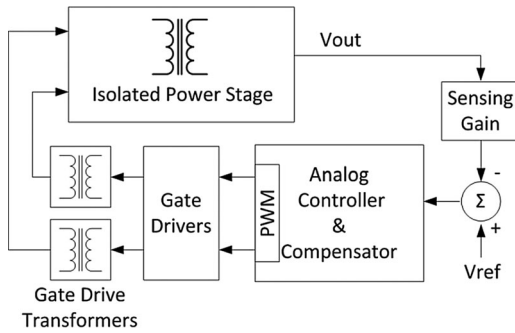 Isolated Power Stage
Vout
Sensing
Gain
-
Σ
+
Vref
Analog
Controller
&
Compensator
PWM
Gate
Drivers
Gate Drive
Transformers